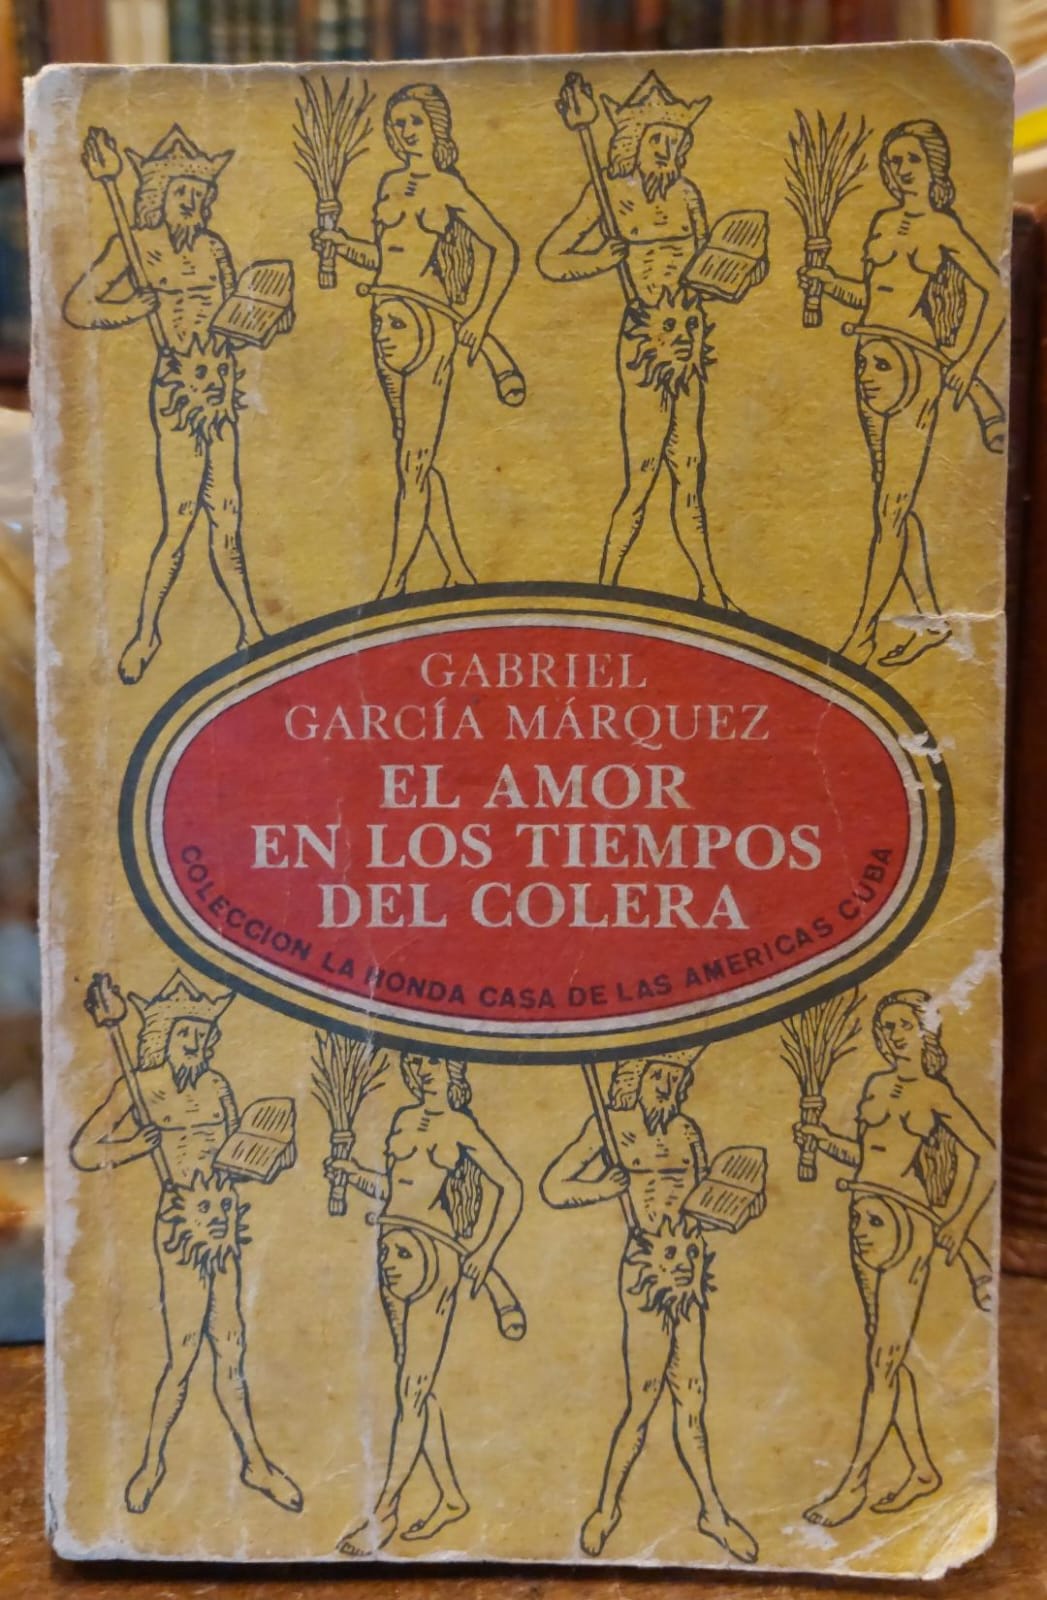 GABRIEL
GARCÍA MÁRQUEZ
EL AMOR
EN LOS TIEMPOS
DEL COLERA
COLECCION LA HONDA CASA DE LAS AMERICAS CUBA